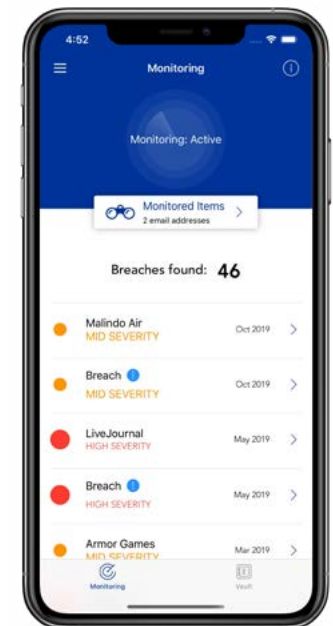 4:52
Monitoring
Monitoring: Active
Monitored Items
2 email addresses
Breaches found: 46
Malindo Air
MID SEVERITY
Oct 2019
Breach
MID SEVERITY
Oct 2019
LiveJournal
HIGH SEVERITY
May 2019
Breach
HIGH SEVERITY
May 2019
Armor Games
MID SEVERITY
Mar 2019
Monitoring
Vault